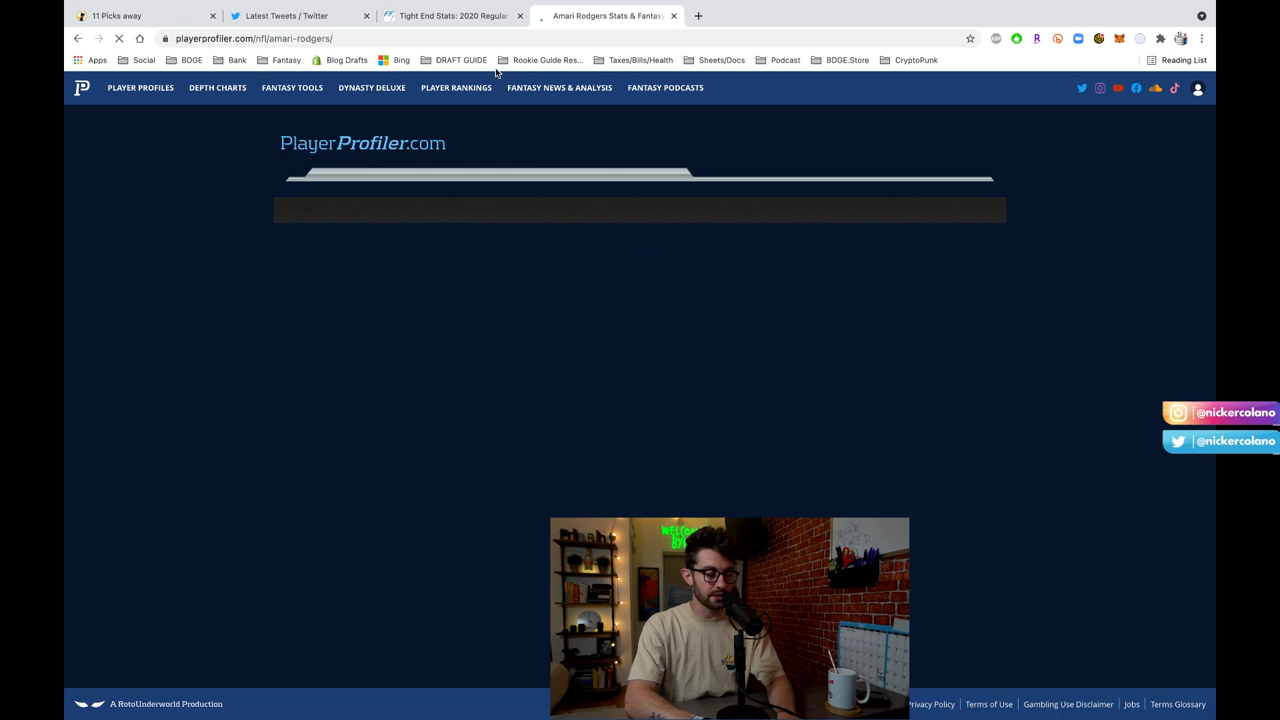 11 Picks away
Latest Tweets / Twitter
Tight End Stats: 2020 Regular
Amari Rodgers Stats & Fantasy
playerprofiler.com/nfl/amari-rodgers/
Apps Social BDGE Bank Fantasy Blog Drafts Bing DRAFT GUIDE Rookie Guide Res... Taxes/Bills/Health Sheets/Docs Podcast BDGE.Store CryptoPunk Reading List
PLAYER PROFILES DEPTH CHARTS FANTASY TOOLS DYNASTY DELUXE PLAYER RANKINGS FANTASY NEWS & ANALYSIS FANTASY PODCASTS
PlayerProfiler.com
@nickercolano
@nickercolano
WELCOME
A RotoUnderworld Production
Privacy Policy Terms of Use Gambling Use Disclaimer Jobs Terms Glossary